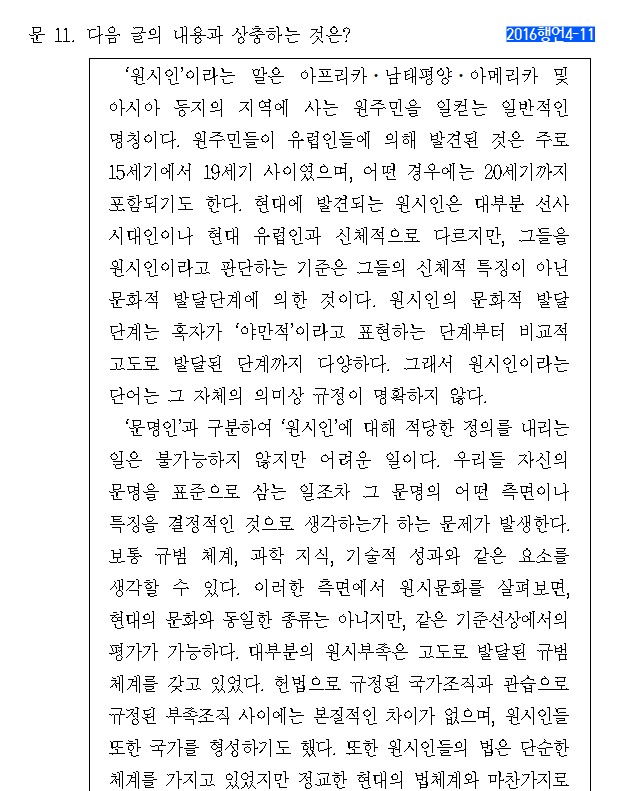 문 11. 다음 글의 내용과 상충하는 것은?
2016행언4-11
‘원시인’이라는 말은 아프리카·남태평양·아메리카 및
아시아 등지의 지역에 사는 원주민을 일컫는 일반적인
명칭이다. 원주민들이 유럽인들에 의해 발견된 것은 주로
15세기에서 19세기 사이였으며, 어떤 경우에는 20세기까지
포함되기도 한다. 현대에 발견되는 원시인은 대부분 선사
시대인이나 현대 유럽인과 신체적으로 다르지만, 그들을
원시인이라고 판단하는 기준은 그들의 신체적 특징이 아닌
문화적 발달단계에 의한 것이다. 원시인의 문화적 발달
단계는 혹자가 ‘야만적’이라고 표현하는 단계부터 비교적
고도로 발달된 단계까지 다양하다. 그래서 원시인이라는
단어는 그 자체의 의미상 규정이 명확하지 않다.
‘문명인’과 구분하여 ‘원시인’에 대해 적당한 정의를 내리는
일은 불가능하지 않지만 어려운 일이다. 우리들 자신의
문명을 표준으로 삼는 일조차 그 문명의 어떤 측면이나
특징을 결정적인 것으로 생각하는가 하는 문제가 발생한다.
보통 규범 체계, 과학 지식, 기술적 성과와 같은 요소를
생각할 수 있다. 이러한 측면에서 원시문화를 살펴보면,
현대의 문화와 동일한 종류는 아니지만, 같은 기준선상에서의
평가가 가능하다. 대부분의 원시부족은 고도로 발달된 규범
체계를 갖고 있었다. 헌법으로 규정된 국가조직과 관습으로
규정된 부족조직 사이에는 본질적인 차이가 없으며, 원시인들
또한 국가를 형성하기도 했다. 또한 원시인들의 법은 단순한
체계를 가지고 있었지만 정교한 현대의 법체계와 마찬가지로